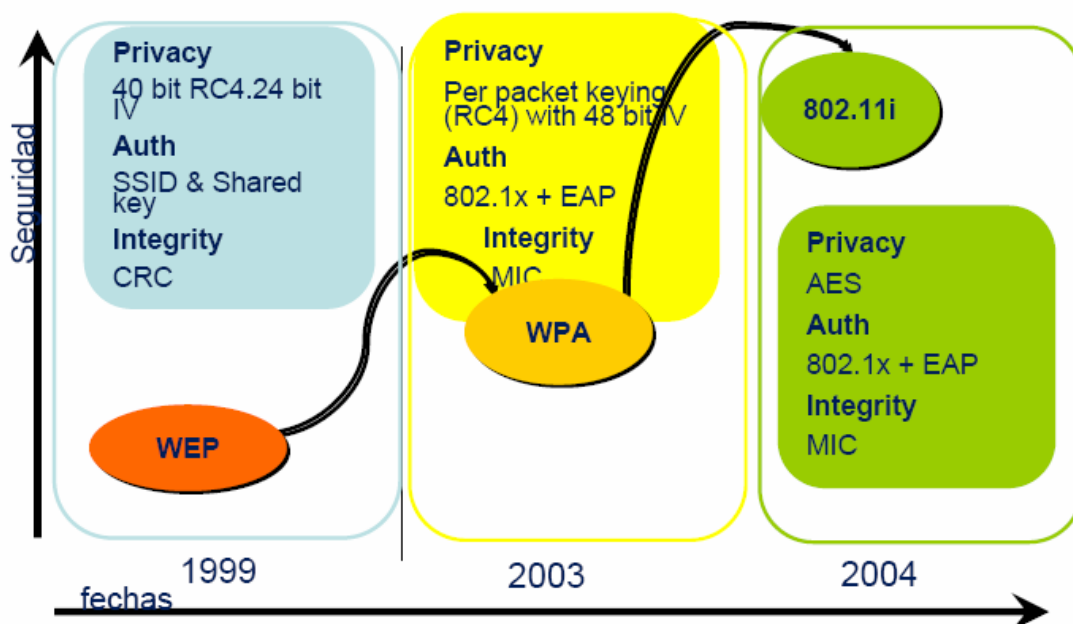 Seguridad
Privacy
40 bit RC4.24 bit
IV
Auth
SSID & Shared
key
Integrity
CRC
WEP
Privacy
Per packet keying
(RC4) with 48 bit IV
Auth
802.1x + EAP
Integrity
MIC
WPA
802.11i
Privacy
AES
Auth
802.1x + EAP
Integrity
MIC
1999
2003
2004
fechas